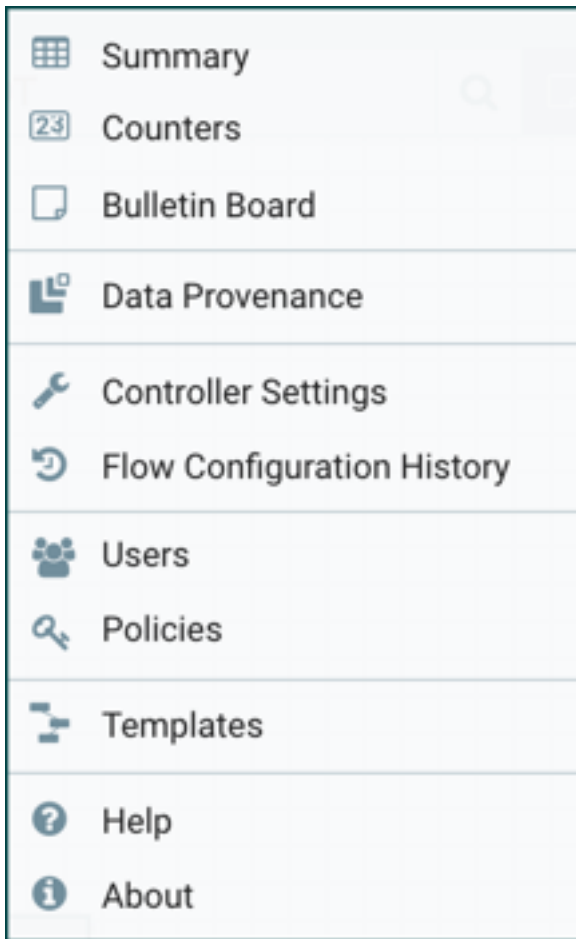 Summary
Counters
Bulletin Board
Data Provenance
Controller Settings
Flow Configuration History
Users
Policies
Templates
Help
About